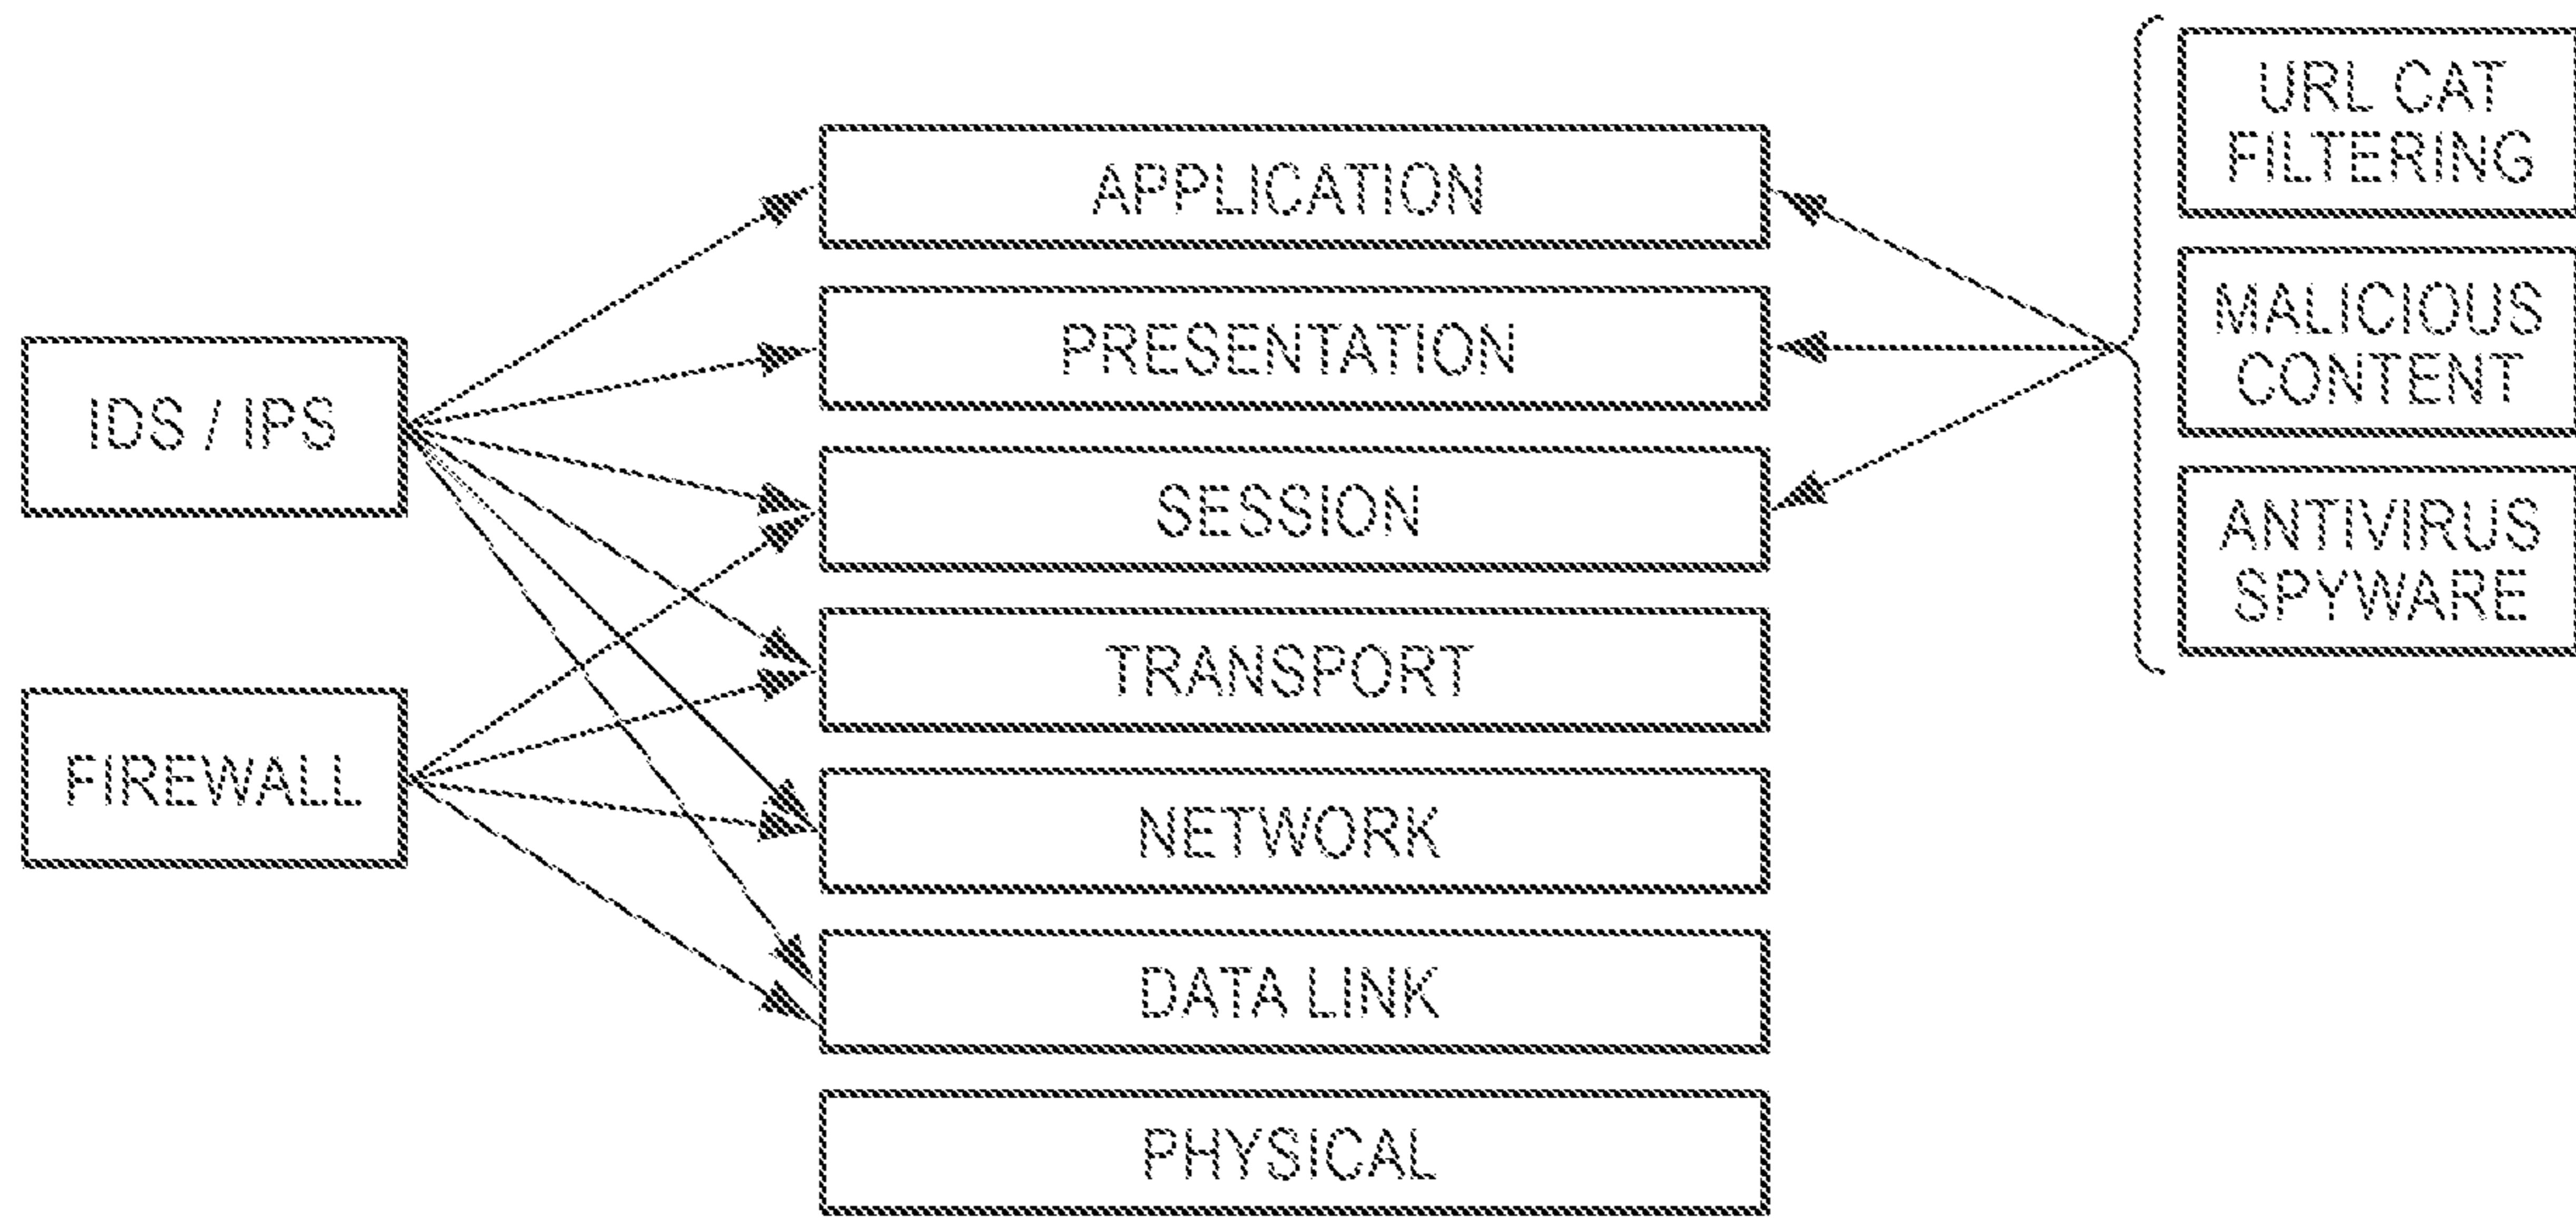 IDS / IPS
FIREWALL
APPLICATION
PRESENTATION
SESSION
TRANSPORT
NETWORK
DATA LINK
PHYSICAL
URL CAT
FILTERING
MALICIOUS
CONTENT
ANTIVIRUS
SPYWARE